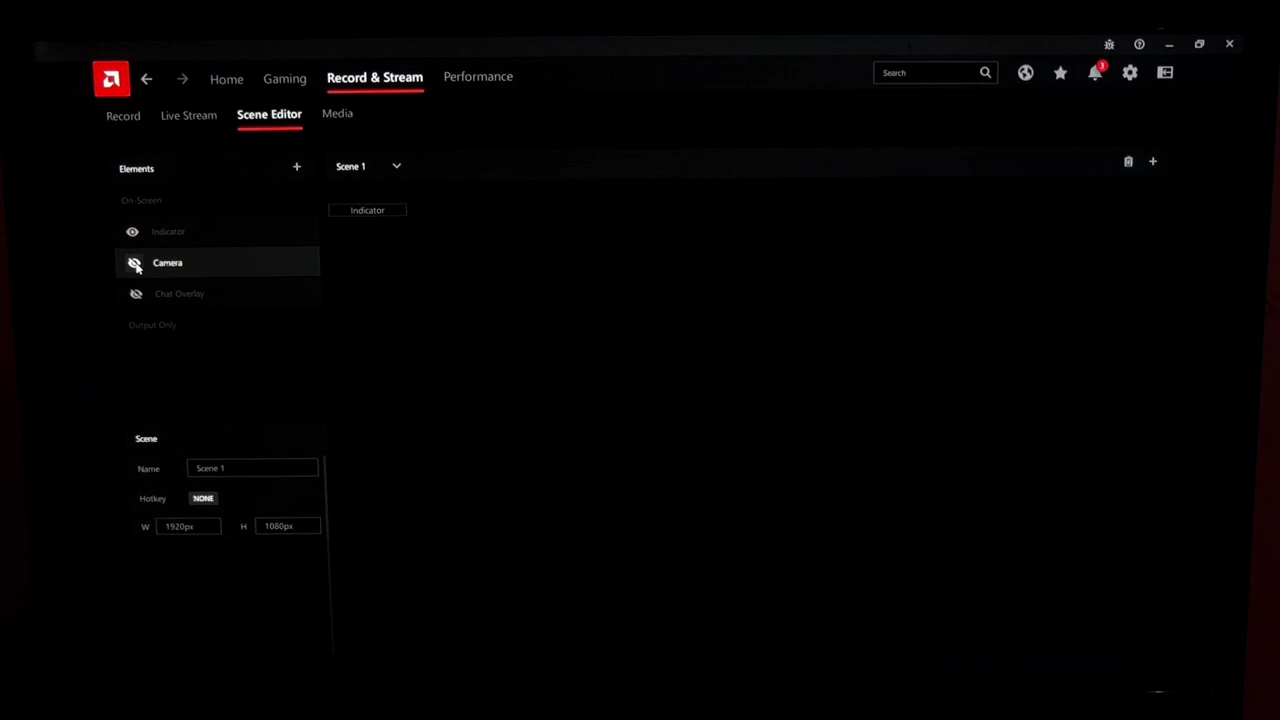 Home Gaming Record & Stream Performance Search 3
Record Live Stream Scene Editor Media
Elements + Scene 1 +
On-Screen
Indicator Indicator
Camera
Chat Overlay
Output Only
Scene
Name Scene 1
Hotkey NONE
W 1920px H 1080px